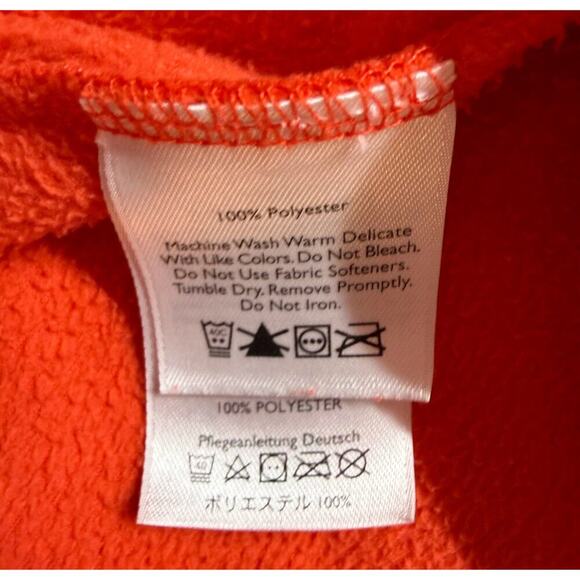 100% Polyester
Machine Wash Warm Delicate
With Like Colors. Do Not Bleach.
Do Not Use Fabric Softeners.
Tumble Dry. Remove Promptly.
Do Not Iron.
40C
100% POLYESTER
Pflegeanleitung Deutsch
40
ポリエステル 100%